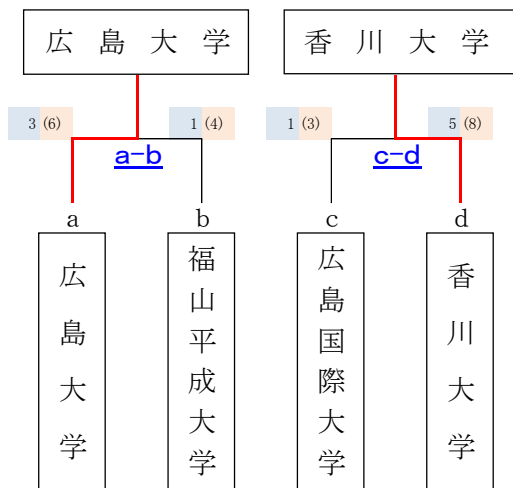 広島大学
香川大学
3 (6)
1 (4)
1 (3)
5 (8)
a-b
c-d
a
b
c
d
広島大学
福山平成大学
広島国際大学
香川大学